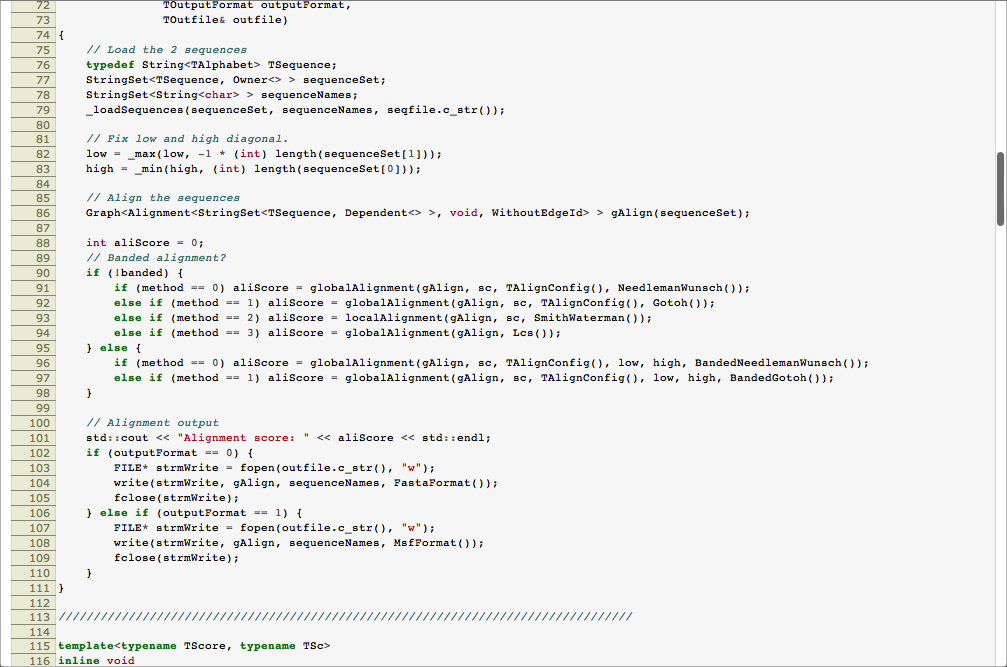 72 TOutputFormat outputFormat,
73 TOutfile& outfile)
74 {
75 // Load the 2 sequences
76 typedef String<TAlphabet> TSequence;
77 StringSet<TSequence, Owner<> > sequenceSet;
78 StringSet<String<char> > sequenceNames;
79 _loadSequences(sequenceSet, sequenceNames, seqfile.c_str());
80
81 // Fix low and high diagonal.
82 low = _max(low, -1 * (int) length(sequenceSet[1]));
83 high = _min(high, (int) length(sequenceSet[0]));
84
85 // Align the sequences
86 Graph<Alignment<StringSet<TSequence, Dependent<> >, void, WithoutEdgeId> > gAlign(sequenceSet);
87
88 int aliScore = 0;
89 // Banded alignment?
90 if (!banded) {
91 if (method == 0) aliScore = globalAlignment(gAlign, sc, TAlignConfig(), NeedlemanWunsch());
92 else if (method == 1) aliScore = globalAlignment(gAlign, sc, TAlignConfig(), Gotoh());
93 else if (method == 2) aliScore = localAlignment(gAlign, sc, SmithWaterman());
94 else if (method == 3) aliScore = globalAlignment(gAlign, Lcs());
95 } else {
96 if (method == 0) aliScore = globalAlignment(gAlign, sc, TAlignConfig(), low, high, BandedNeedlemanWunsch());
97 else if (method == 1) aliScore = globalAlignment(gAlign, sc, TAlignConfig(), low, high, BandedGotoh());
98 }
99
100 // Alignment output
101 std::cout << "Alignment score: " << aliScore << std::endl;
102 if (outputFormat == 0) {
103 FILE* strmWrite = fopen(outfile.c_str(), "w");
104 write(strmWrite, gAlign, sequenceNames, FastaFormat());
105 fclose(strmWrite);
106 } else if (outputFormat == 1) {
107 FILE* strmWrite = fopen(outfile.c_str(), "w");
108 write(strmWrite, gAlign, sequenceNames, MsfFormat());
109 fclose(strmWrite);
110 }
111 }
112
113 //////////////////////////////////////////////////////////////////////////////////
114
115 template<typename TScore, typename TSc>
116 inline void